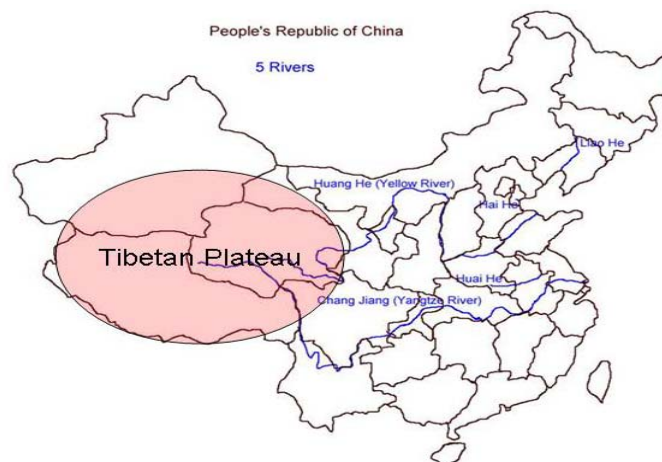 People's Republic of China
5 Rivers
Liao He
Huang He (Yellow River)
Hai He
Tibetan Plateau
Huai He
Chang Jiang (Yangtze River)